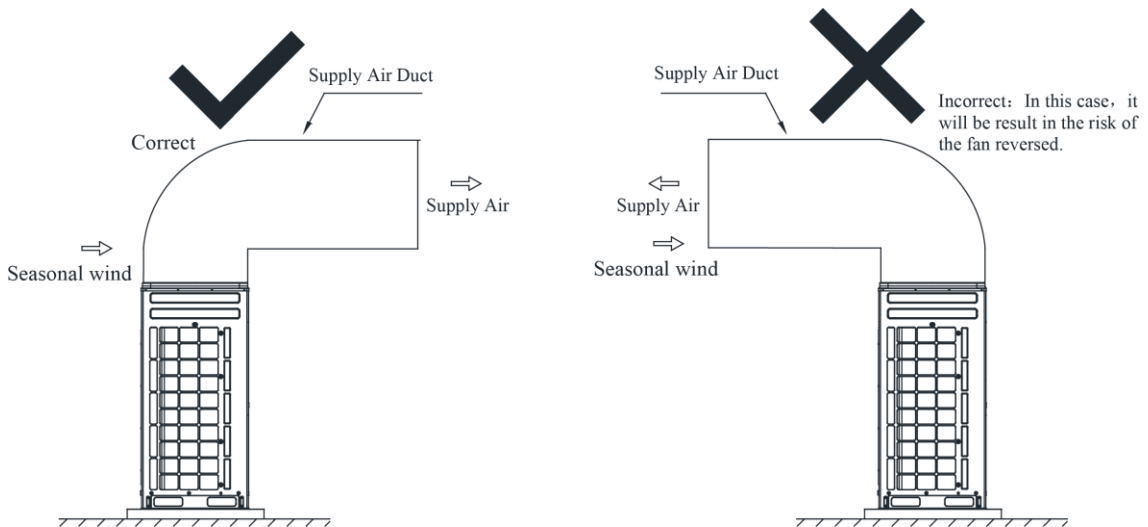 Supply Air Duct
Correct
Supply Air
Seasonal wind
Supply Air Duct
Incorrect: In this case, it
will be result in the risk of
the fan reversed.
Supply Air
Seasonal wind